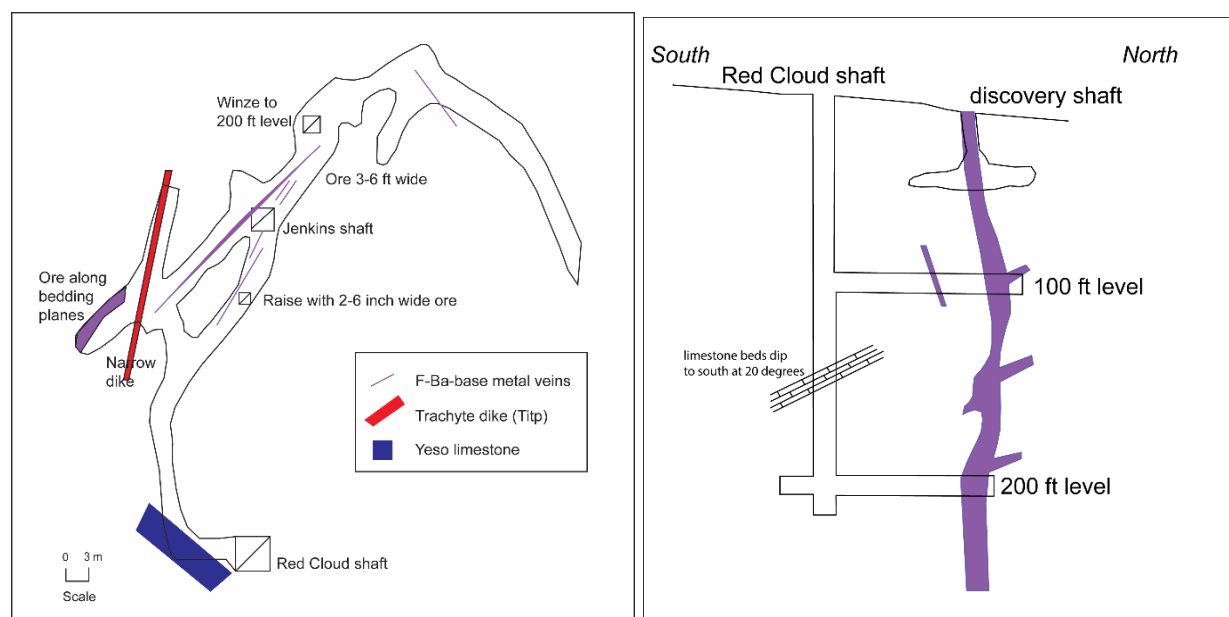 Winze to
200 ft level
Ore 3-6 ft wide
Jenkins shaft
Ore along
bedding
planes
Raise with 2-6 inch wide ore
Narrow
dike
F-Ba-base metal veins
Trachyte dike (Titp)
Yeso limestone
0 3 m
Scale
Red Cloud shaft
South
North
Red Cloud shaft
discovery shaft
100 ft level
limestone beds dip
to south at 20 degrees
200 ft level